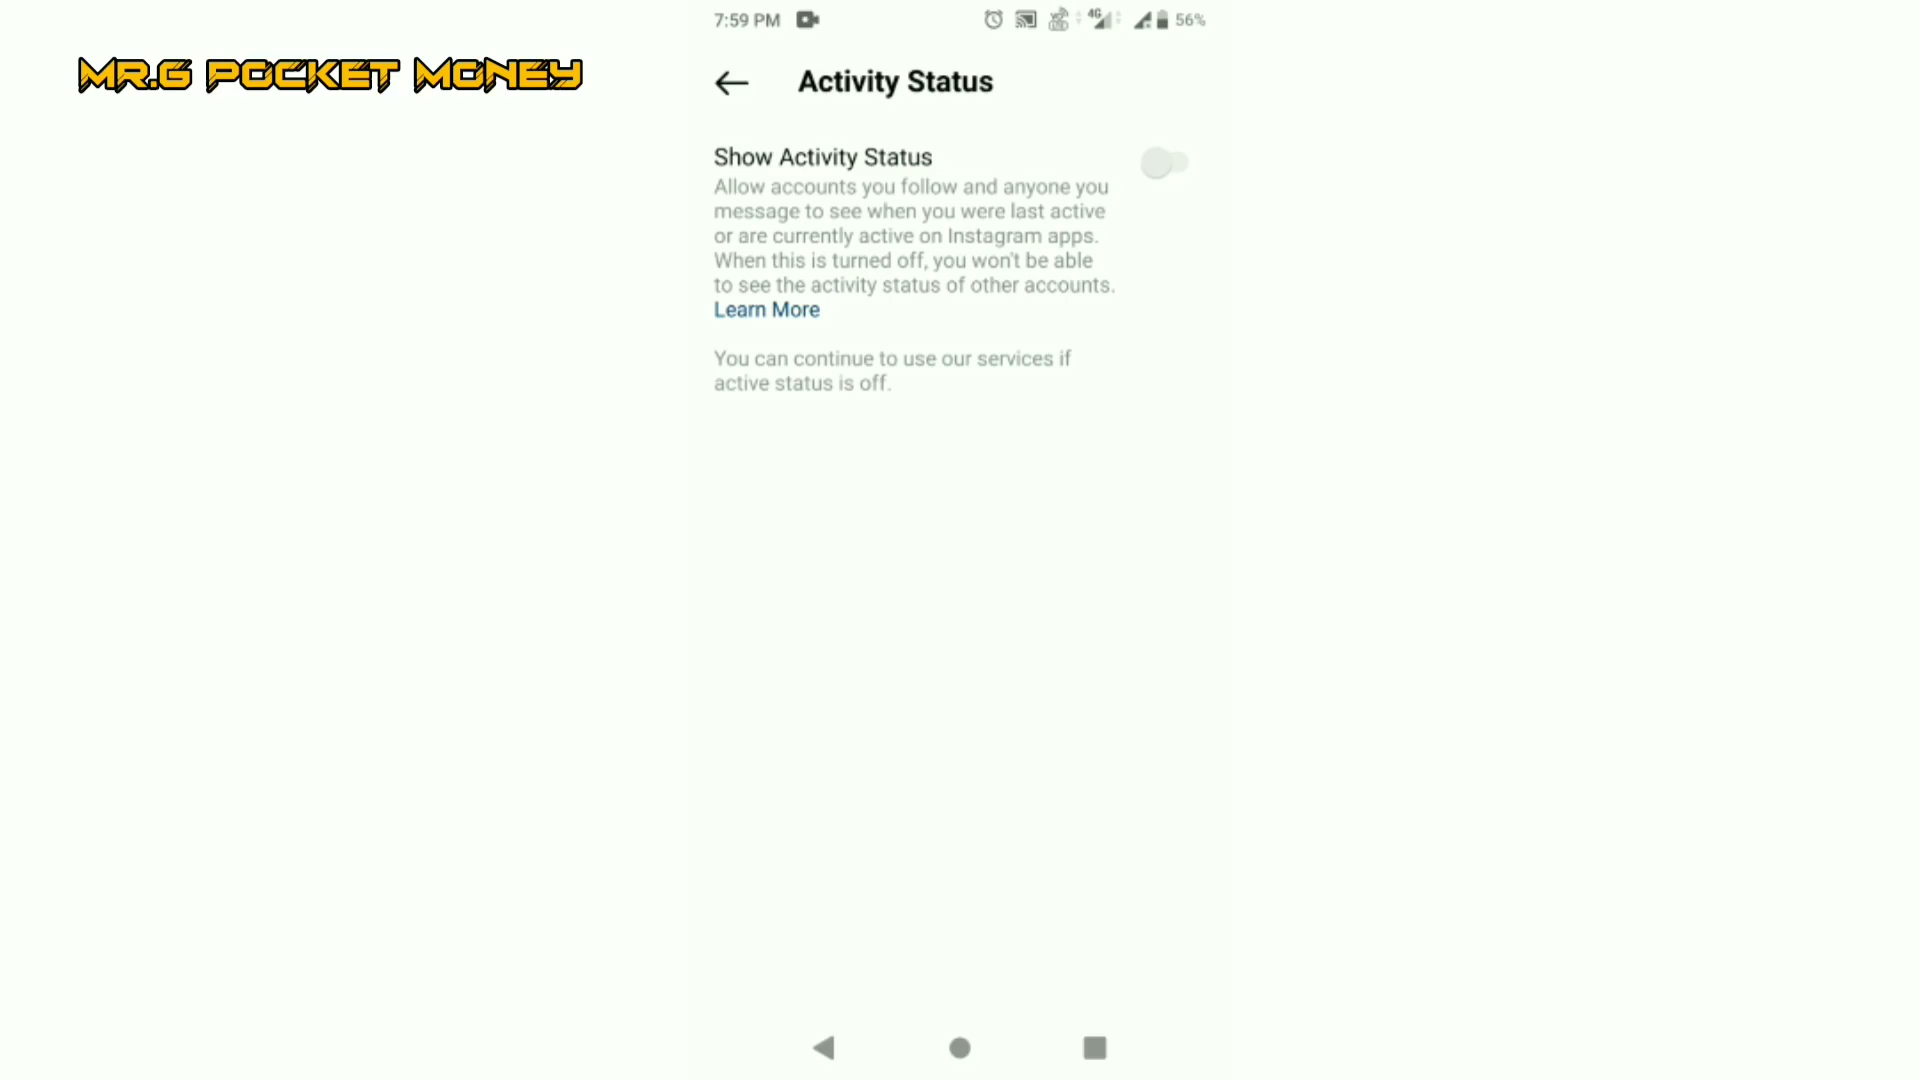 7:59 PM
4G
56%
MR.G POCKET MONEY
Activity Status
Show Activity Status
Allow accounts you follow and anyone you
message to see when you were last active
or are currently active on Instagram apps.
When this is turned off, you won't be able
to see the activity status of other accounts.
Learn More
You can continue to use our services if
active status is off.